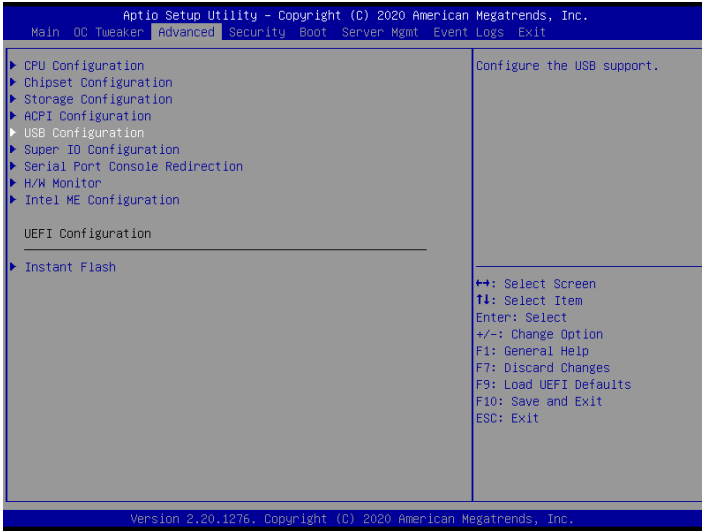 Aptio Setup Utility – Copyright (C) 2020 American Megatrends, Inc.
Main OC Tweaker Advanced Security Boot Server Mgmt Event Logs Exit
CPU Configuration
Chipset Configuration
Storage Configuration
ACPI Configuration
USB Configuration
Super IO Configuration
Serial Port Console Redirection
H/W Monitor
Intel ME Configuration
UEFI Configuration
Instant Flash
Configure the USB support.
↔: Select Screen
↑↓: Select Item
Enter: Select
+/-: Change Option
F1: General Help
F7: Discard Changes
F9: Load UEFI Defaults
F10: Save and Exit
ESC: Exit
Version 2.20.1276. Copyright (C) 2020 American Megatrends, Inc.